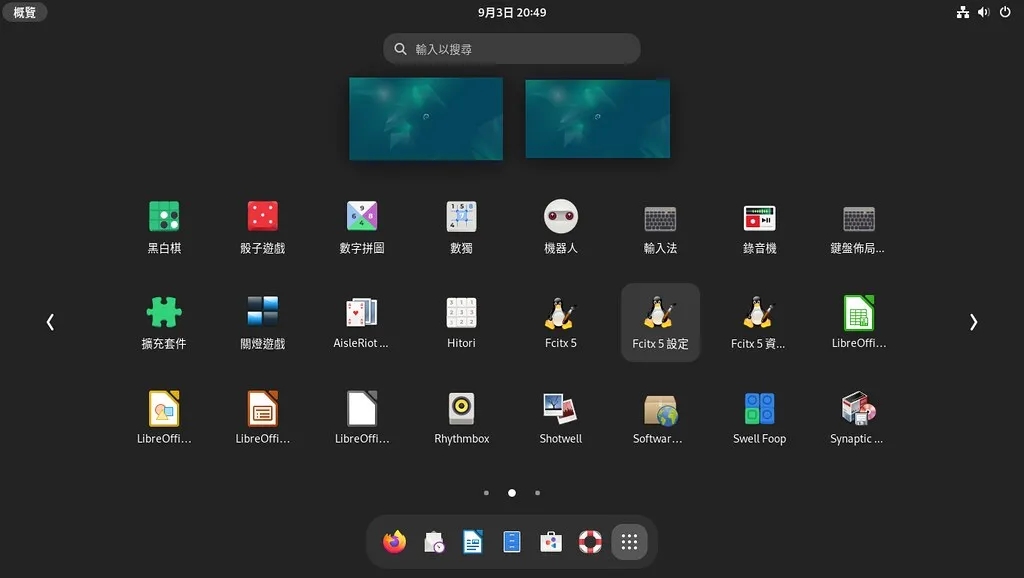 概覽
9月3日 20:49
輸入以搜尋
黑白棋
骰子遊戲
數字拼圖
數獨
機器人
輸入法
錄音機
鍵盤佈局...
擴充套件
關燈遊戲
AisleRiot ...
Hitori
Fcitx 5
Fcitx 5 設定
Fcitx 5 資...
LibreOffi...
LibreOffi...
LibreOffi...
LibreOffi...
Rhythmbox
Shotwell
Softwar...
Swell Foop
Synaptic ...